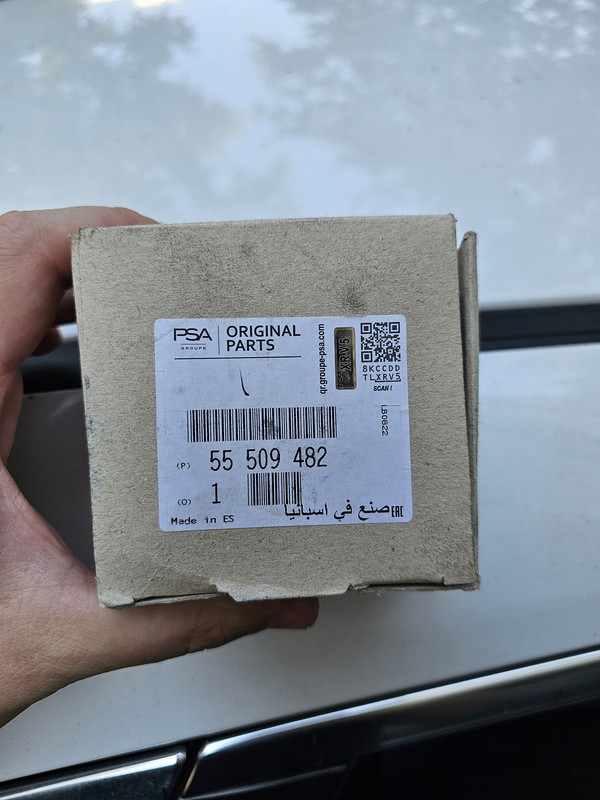 PSA
GROUPE
ORIGINAL
PARTS
qr.groupe-psa.com
XRV5
8KCCDD
TLXRV5
SCAN !
LB0822
(P) 55 509 482
(Q) 1
Made in ES
صنع في اسبانيا
EAC